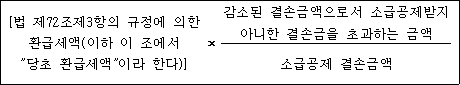 [법 제72조제3항의 규정에 의한
환급세액(이하 이 조에서
"당초 환급세액"이라 한다)]
×
감소된 결손금액으로서 소급공제받지
아니한 결손금을 초과하는 금액
소급공제 결손금액